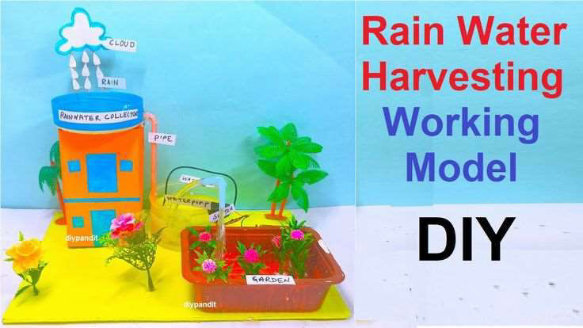 CLOUD
RAIN
RAINWATER COLLECTOR
PIPE
GARDEN
diypandit
diypandit
Rain Water
Harvesting
Working
Model
DIY